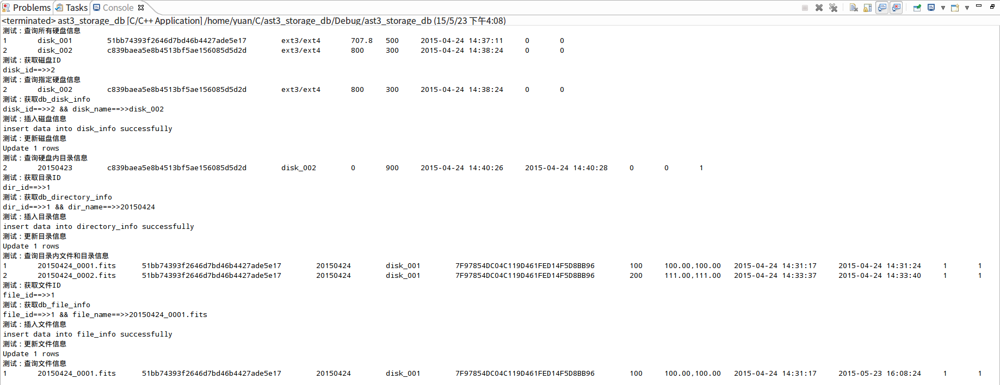 Problems Tasks Console
<terminated> ast3_storage_db [C/C++ Application] /home/yuan/C/ast3_storage_db/Debug/ast3_storage_db (15/5/23 下午4:08)
测试：查询所有硬盘信息
1 disk_001 51bb74393f2646d7bd46b4427ade5e17 ext3/ext4 707.8 500 2015-04-24 14:37:11 0 0
2 disk_002 c839baea5e8b4513bf5ae156085d5d2d ext3/ext4 800 300 2015-04-24 14:38:24 0 0
测试：获取磁盘ID
disk_id==>>2
测试：查询指定硬盘信息
2 disk_002 c839baea5e8b4513bf5ae156085d5d2d ext3/ext4 800 300 2015-04-24 14:38:24 0 0
测试：获取db_disk_info
disk_id==>>2 && disk_name==>>disk_002
测试：插入磁盘信息
insert data into disk_info successfully
测试：更新磁盘信息
Update 1 rows
测试：查询硬盘内目录信息
2 20150423 c839baea5e8b4513bf5ae156085d5d2d disk_002 0 900 2015-04-24 14:40:26 2015-04-24 14:40:28 0 0 1
测试：获取目录ID
dir_id==>>1
测试：获取db_directory_info
dir_id==>>1 && dir_name==>>20150424
测试：插入目录信息
insert data into directory_info successfully
测试：更新目录信息
Update 1 rows
测试：查询目录内文件和目录信息
1 20150424_0001.fits 51bb74393f2646d7bd46b4427ade5e17 20150424 disk_001 7F97854DC04C119D461FED14F5D8BB96 100 100.00,100.00 2015-04-24 14:31:17 2015-04-24 14:31:24 1 1
2 20150424_0002.fits 51bb74393f2646d7bd46b4427ade5e17 20150424 disk_001 7F97854DC04C119D461FED14F5D8BB96 200 111.00,111.00 2015-04-24 14:33:37 2015-04-24 14:33:40 1 1
测试：获取文件ID
file_id==>>1
测试：获取db_file_info
file_id==>>1 && file_name==>>20150424_0001.fits
测试：插入文件信息
insert data into file_info successfully
测试：更新文件信息
Update 1 rows
测试：查询文件信息
1 20150424_0001.fits 51bb74393f2646d7bd46b4427ade5e17 20150424 disk_001 7F97854DC04C119D461FED14F5D8BB96 100 100.00,100.00 2015-04-24 14:31:17 2015-05-23 16:08:24 1 1